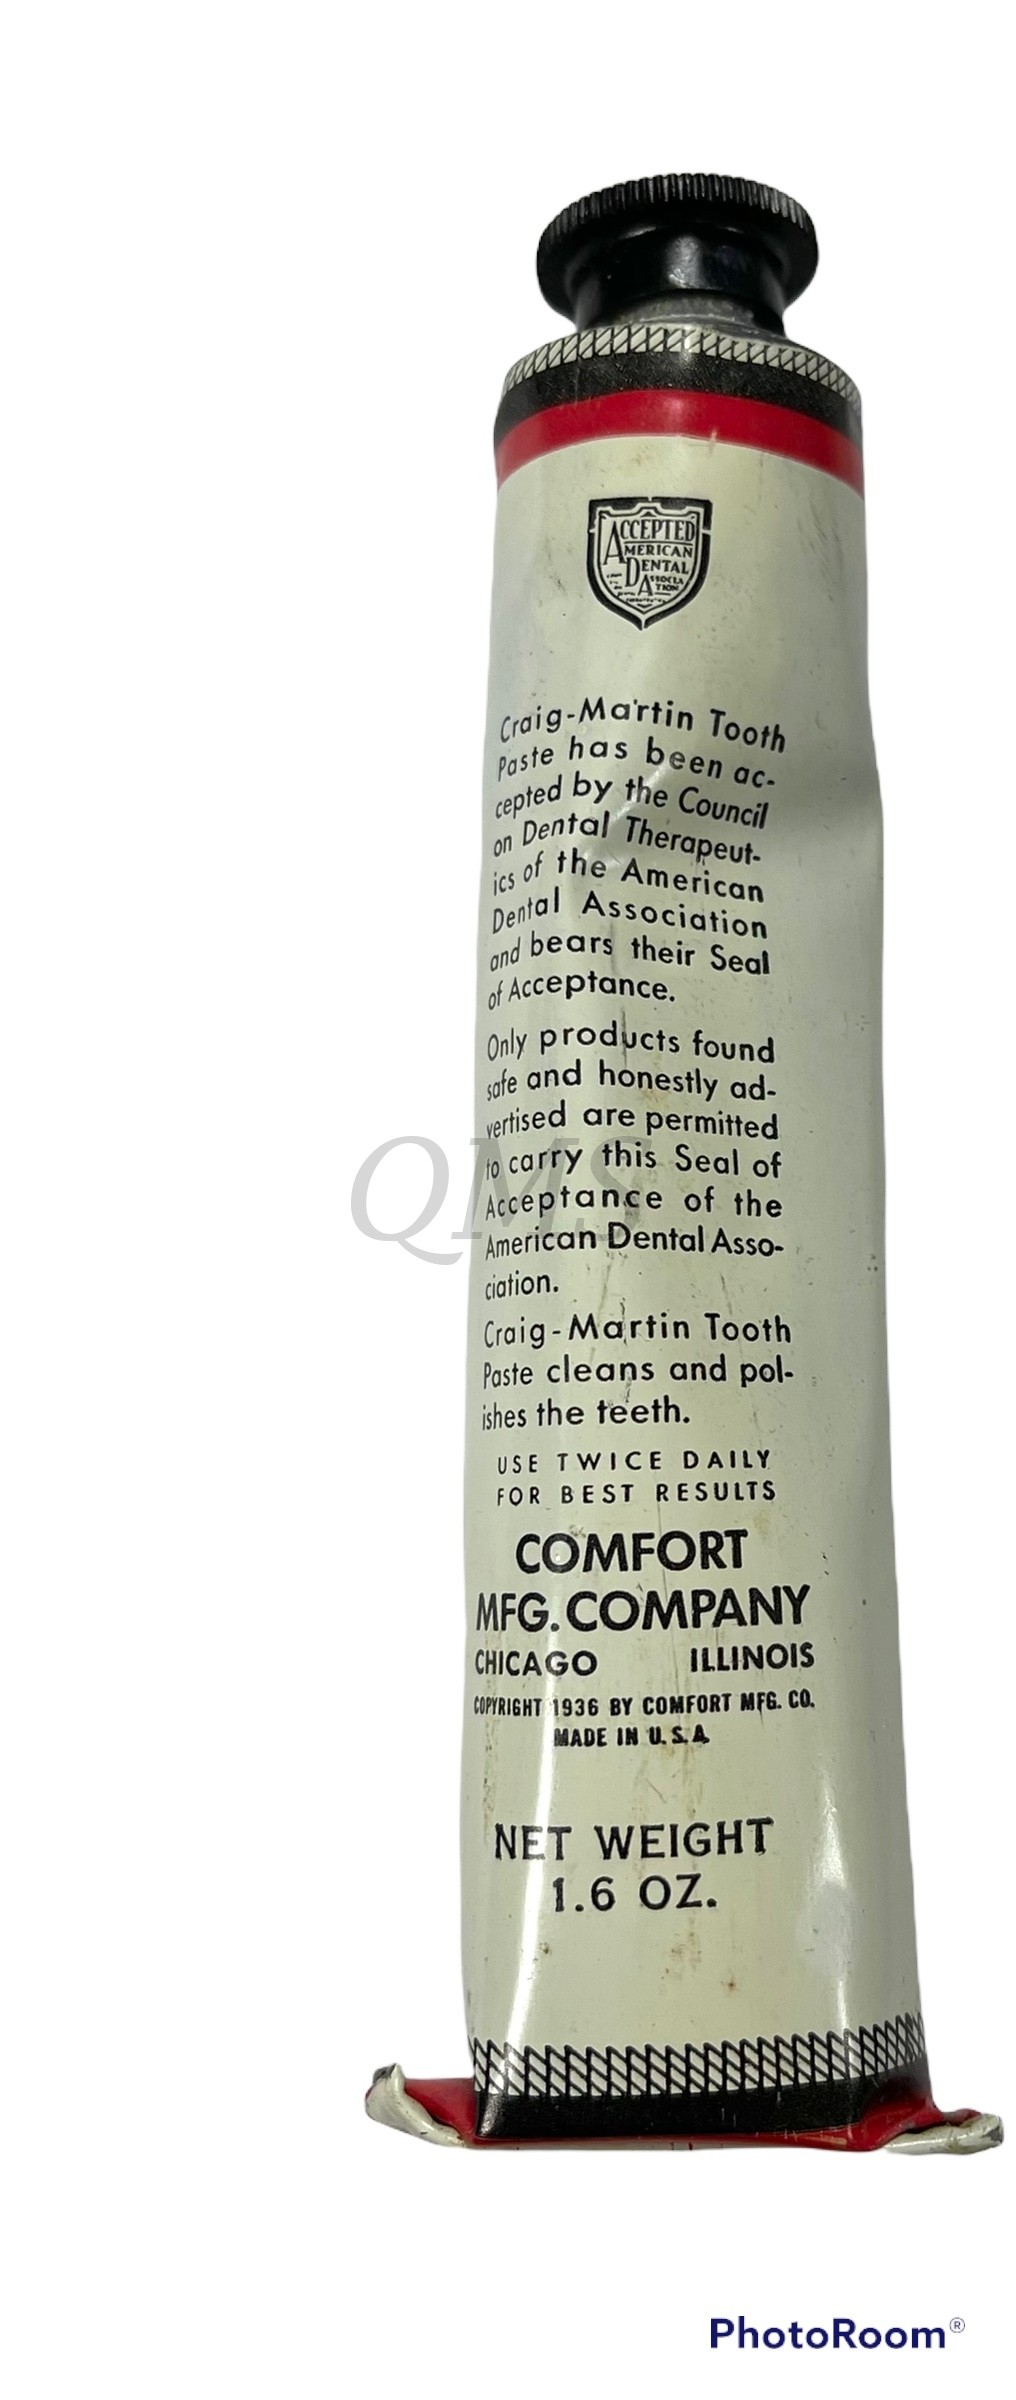 ACCEPTED
AMERICAN
DENTAL
ASSOCIA
TION
Craig-Martin Tooth
Paste has been ac-
cepted by the Council
on Dental Therapeut-
ics of the American
Dental Association
and bears their Seal
of Acceptance.
Only products found
safe and honestly ad-
vertised are permitted
to carry this Seal of
Acceptance of the
American Dental Asso-
ciation.
Craig-Martin Tooth
Paste cleans and pol-
ishes the teeth.
USE TWICE DAILY
FOR BEST RESULTS
COMFORT
MFG. COMPANY
CHICAGO ILLINOIS
COPYRIGHT 1936 BY COMFORT MFG. CO.
MADE IN U.S.A.
NET WEIGHT
1.6 OZ.
QMS
PhotoRoom®